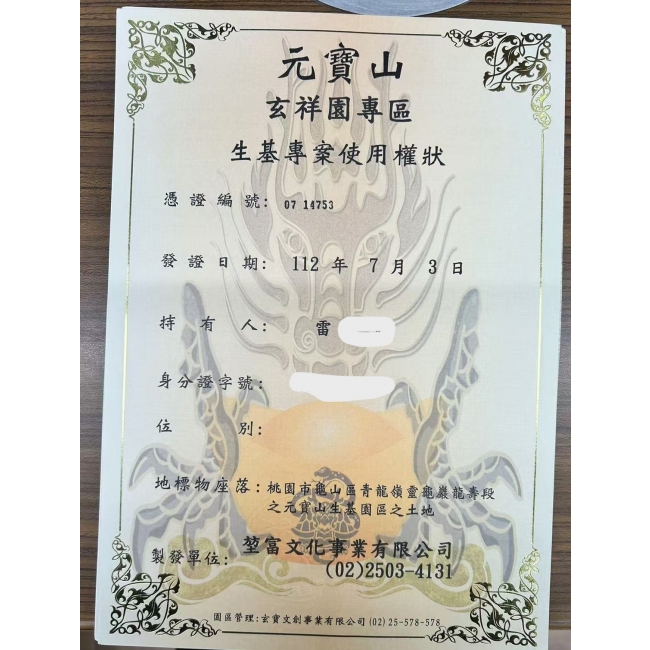 元寶山
玄祥園專區
生基專案使用權狀
憑證編號: 07 14753
發證日期: 112 年 7 月 3 日
持有人: 雷
身分證字號:
位別:
地標物座落:桃園市龜山區青龍嶺靈龜巖龍壽段
之元寶山生基園區之土地
製發單位: 堃富文化事業有限公司
(02)2503-4131
園區管理:玄寶文創事業有限公司(02)25-578-578